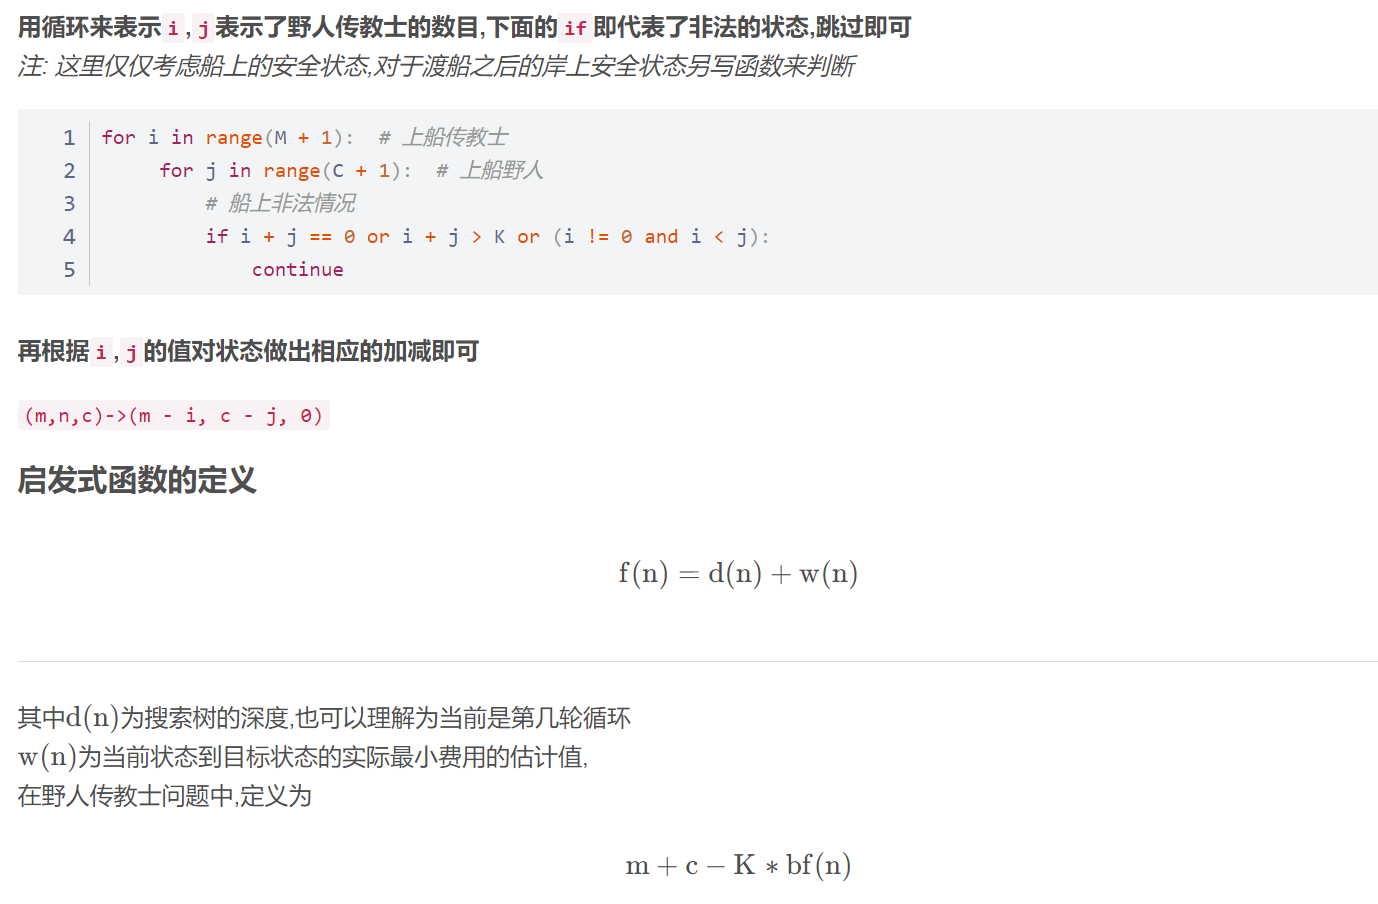 用循环来表示i,j表示了野人传教士的数目,下面的if即代表了非法的状态,跳过即可
注: 这里仅仅考虑船上的安全状态,对于渡船之后的岸上安全状态另写函数来判断
1 for i in range(M + 1):  # 上船传教士
2      for j in range(C + 1):  # 上船野人
3          # 船上非法情况
4          if i + j == 0 or i + j > K or (i != 0 and i < j):
5              continue
再根据i,j的值对状态做出相应的加减即可
(m,n,c)->(m - i, c - j, 0)
启发式函数的定义
f(n) = d(n) + w(n)
其中d(n)为搜索树的深度,也可以理解为当前是第几轮循环
w(n)为当前状态到目标状态的实际最小费用的估计值,
在野人传教士问题中,定义为
m + c − K ∗ bf(n)